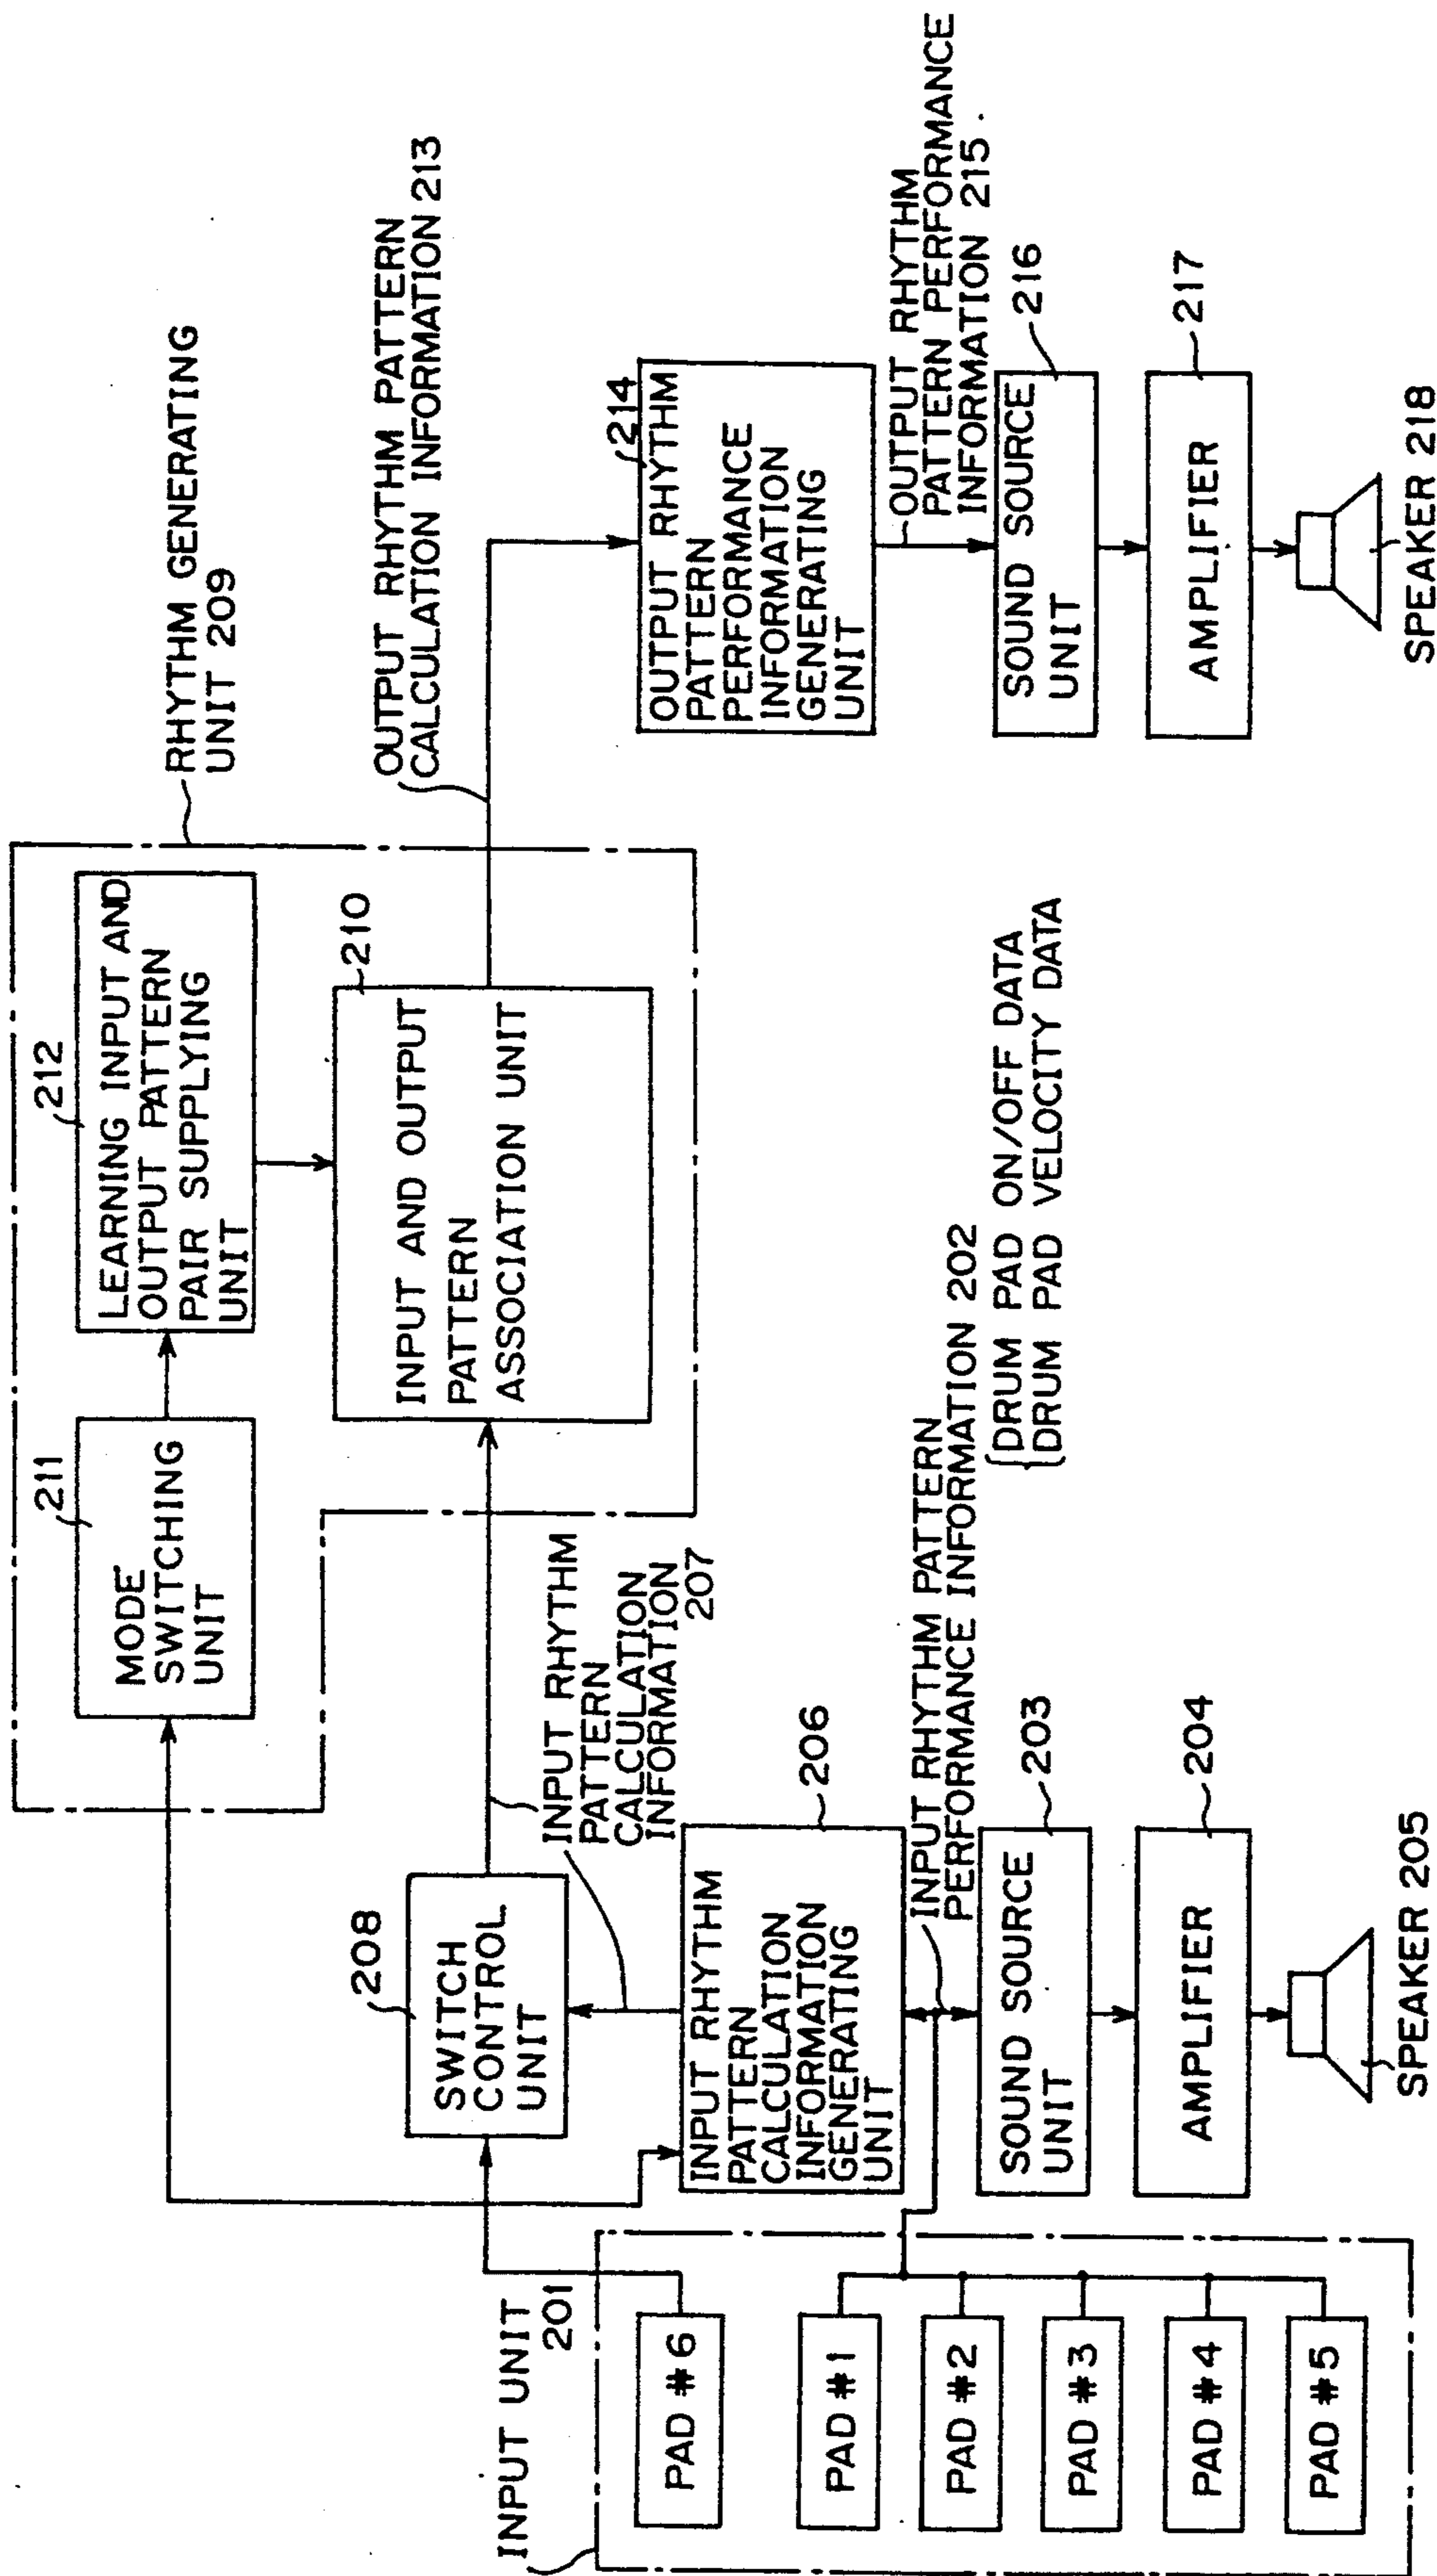 RHYTHM GENERATING
UNIT 209
211
MODE
SWITCHING
UNIT
212
LEARNING INPUT AND
OUTPUT PATTERN
PAIR SUPPLYING
UNIT
210
INPUT AND OUTPUT
PATTERN
ASSOCIATION UNIT
OUTPUT RHYTHM PATTERN
CALCULATION INFORMATION 213
208
SWITCH
CONTROL
UNIT
INPUT RHYTHM
PATTERN
CALCULATION
INFORMATION
207
INPUT UNIT
201
PAD #6
PAD #1
PAD #2
PAD #3
PAD #4
PAD #5
206
INPUT RHYTHM
PATTERN
CALCULATION
INFORMATION
GENERATING
UNIT
INPUT RHYTHM PATTERN
PERFORMANCE INFORMATION 202
DRUM PAD ON/OFF DATA
DRUM PAD VELOCITY DATA
203
SOUND SOURCE
UNIT
204
AMPLIFIER
SPEAKER 205
214
OUTPUT RHYTHM
PATTERN
PERFORMANCE
INFORMATION
GENERATING
UNIT
OUTPUT RHYTHM
PATTERN PERFORMANCE
INFORMATION 215.
216
SOUND SOURCE
UNIT
217
AMPLIFIER
SPEAKER 218